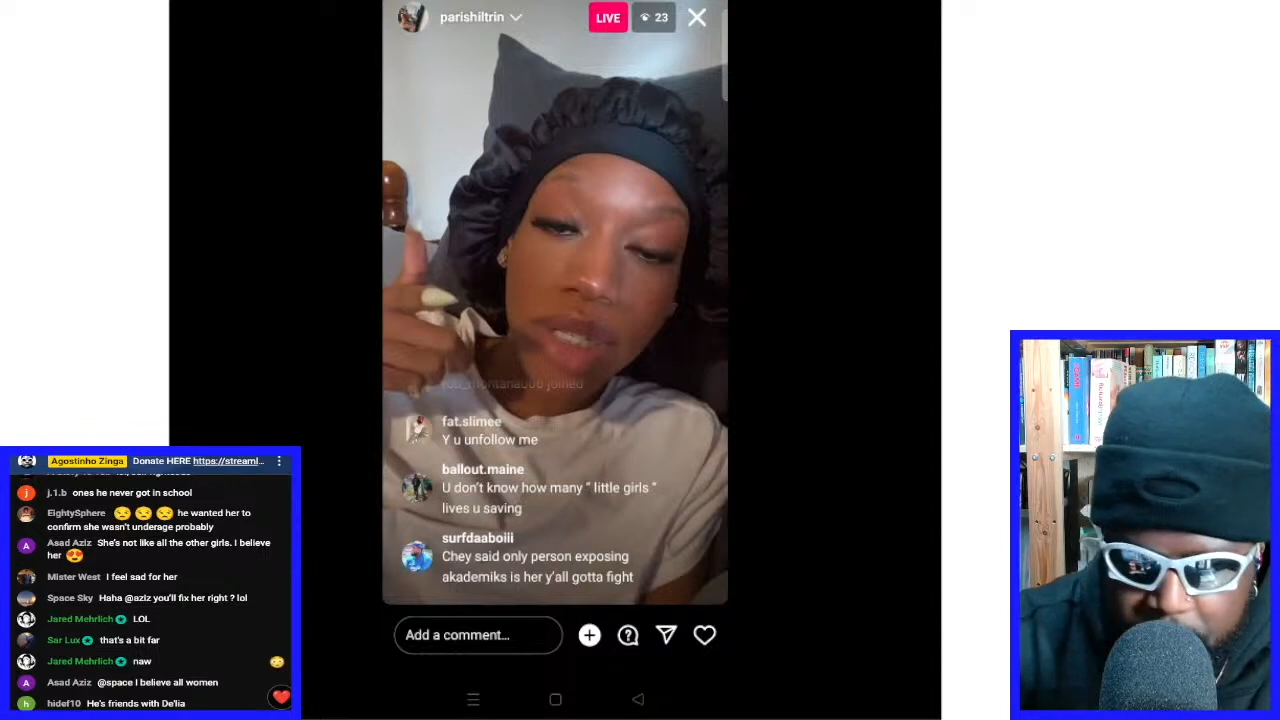 parishiltrin
LIVE
23
fat.slimee
Y u unfollow me
ballout.maine
U don't know how many “ little girls ”
lives u saving
surfdaaboiii
Chey said only person exposing
akademiks is her y'all gotta fight
Add a comment...
Agostinho Zinga Donate HERE https://streaml...
j.1.b ones he never got in school
EightySphere 😒 😒 😒 he wanted her to
confirm she wasn't underage probably
Asad Aziz She's not like all the other girls. I believe
her 😍
Mister West I feel sad for her
Space Sky Haha @aziz you'll fix her right ? lol
Jared Mehrlich LOL
Sar Lux that's a bit far
Jared Mehrlich naw
Asad Aziz @space I believe all women
hidef10 He's friends with De'lia